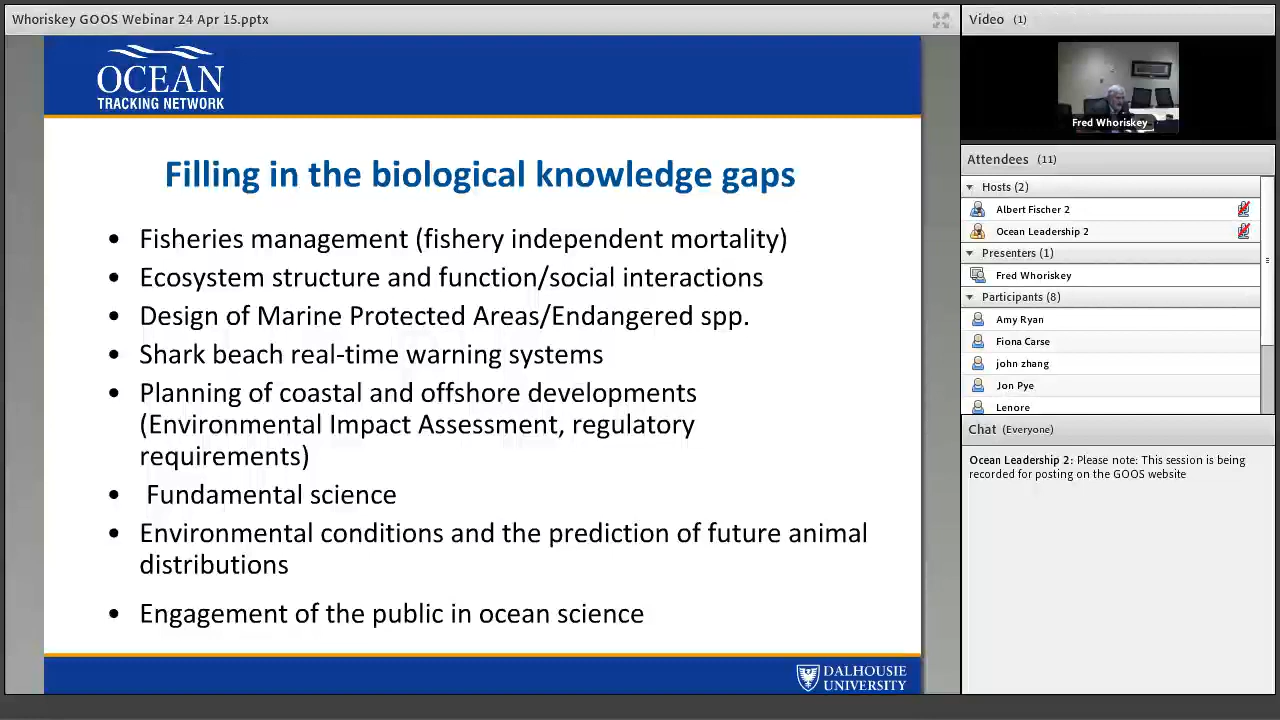 Whoriskey GOOS Webinar 24 Apr 15.pptx
OCEAN
TRACKING NETWORK
Filling in the biological knowledge gaps
• Fisheries management (fishery independent mortality)
• Ecosystem structure and function/social interactions
• Design of Marine Protected Areas/Endangered spp.
• Shark beach real-time warning systems
• Planning of coastal and offshore developments
(Environmental Impact Assessment, regulatory
requirements)
• Fundamental science
• Environmental conditions and the prediction of future animal
distributions
• Engagement of the public in ocean science
DALHOUSIE
UNIVERSITY
Video (1)
Fred Whoriskey
Attendees (11)
Hosts (2)
Albert Fischer 2
Ocean Leadership 2
Presenters (1)
Fred Whoriskey
Participants (8)
Amy Ryan
Fiona Carse
john zhang
Jon Pye
Lenore
Chat (Everyone)
Ocean Leadership 2: Please note: This session is being
recorded for posting on the GOOS website